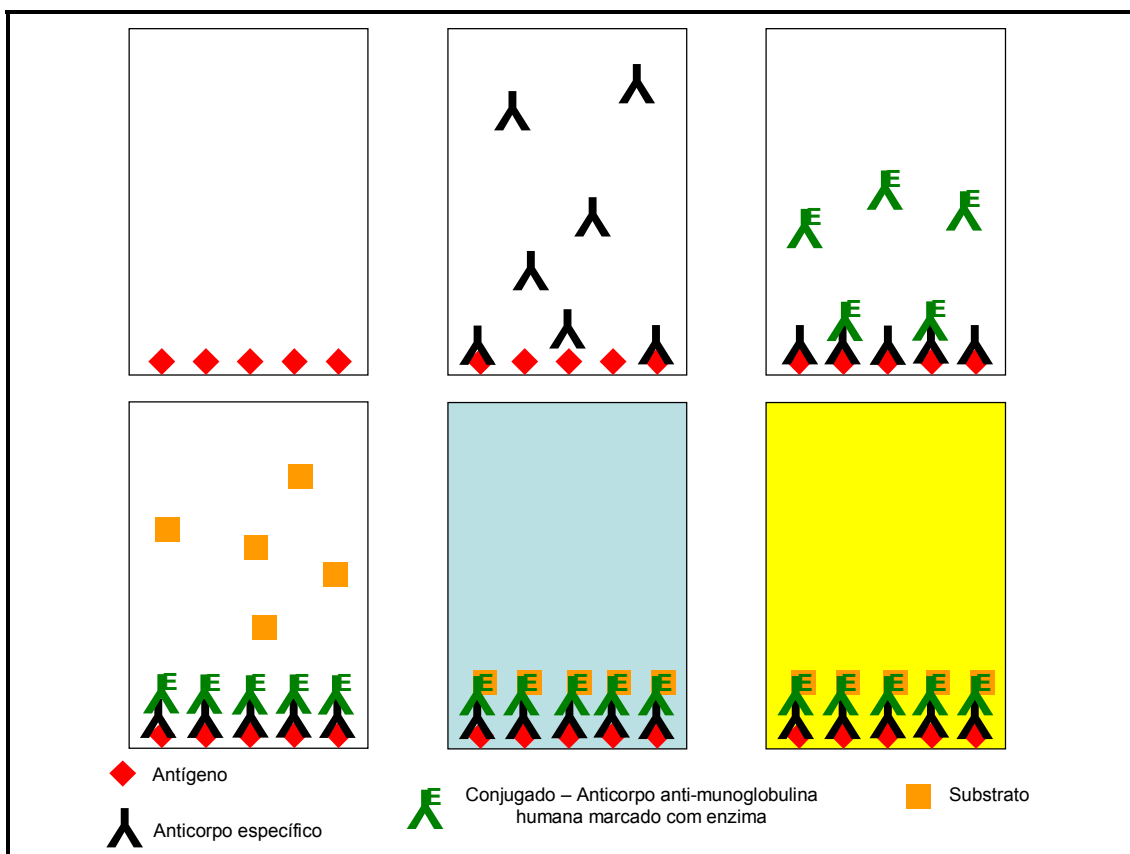 E E E
E E
E E E E E
E E E E E
E E E E E
Antígeno
Anticorpo específico
E
Conjugado – Anticorpo anti-munoglobulina
humana marcado com enzima
Substrato